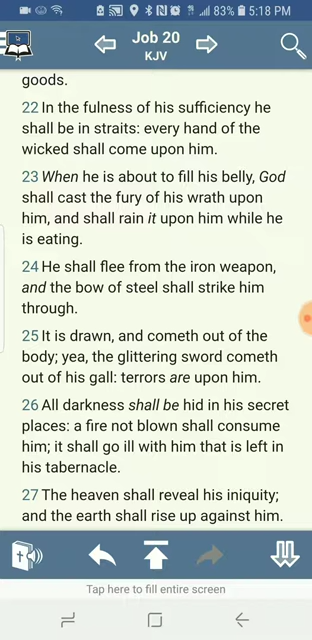 83% 5:18 PM
Job 20
KJV
goods.
22 In the fulness of his sufficiency he
shall be in straits: every hand of the
wicked shall come upon him.
23 When he is about to fill his belly, God
shall cast the fury of his wrath upon
him, and shall rain it upon him while he
is eating.
24 He shall flee from the iron weapon,
and the bow of steel shall strike him
through.
25 It is drawn, and cometh out of the
body; yea, the glittering sword cometh
out of his gall: terrors are upon him.
26 All darkness shall be hid in his secret
places: a fire not blown shall consume
him; it shall go ill with him that is left in
his tabernacle.
27 The heaven shall reveal his iniquity;
and the earth shall rise up against him.
Tap here to fill entire screen